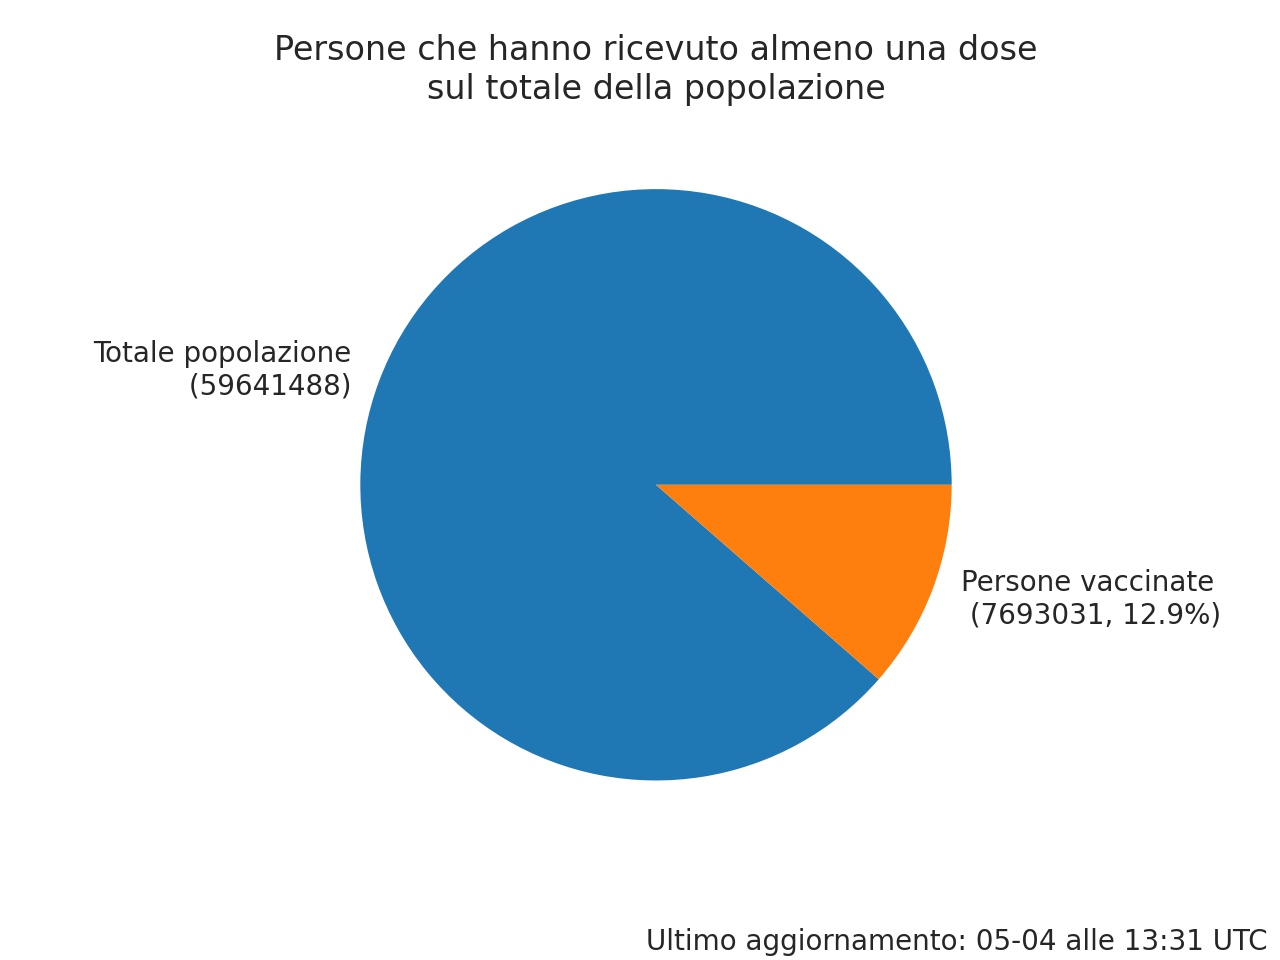 Persone che hanno ricevuto almeno una dose
sul totale della popolazione
Totale popolazione
(59641488)
Persone vaccinate
(7693031, 12.9%)
Ultimo aggiornamento: 05-04 alle 13:31 UTC